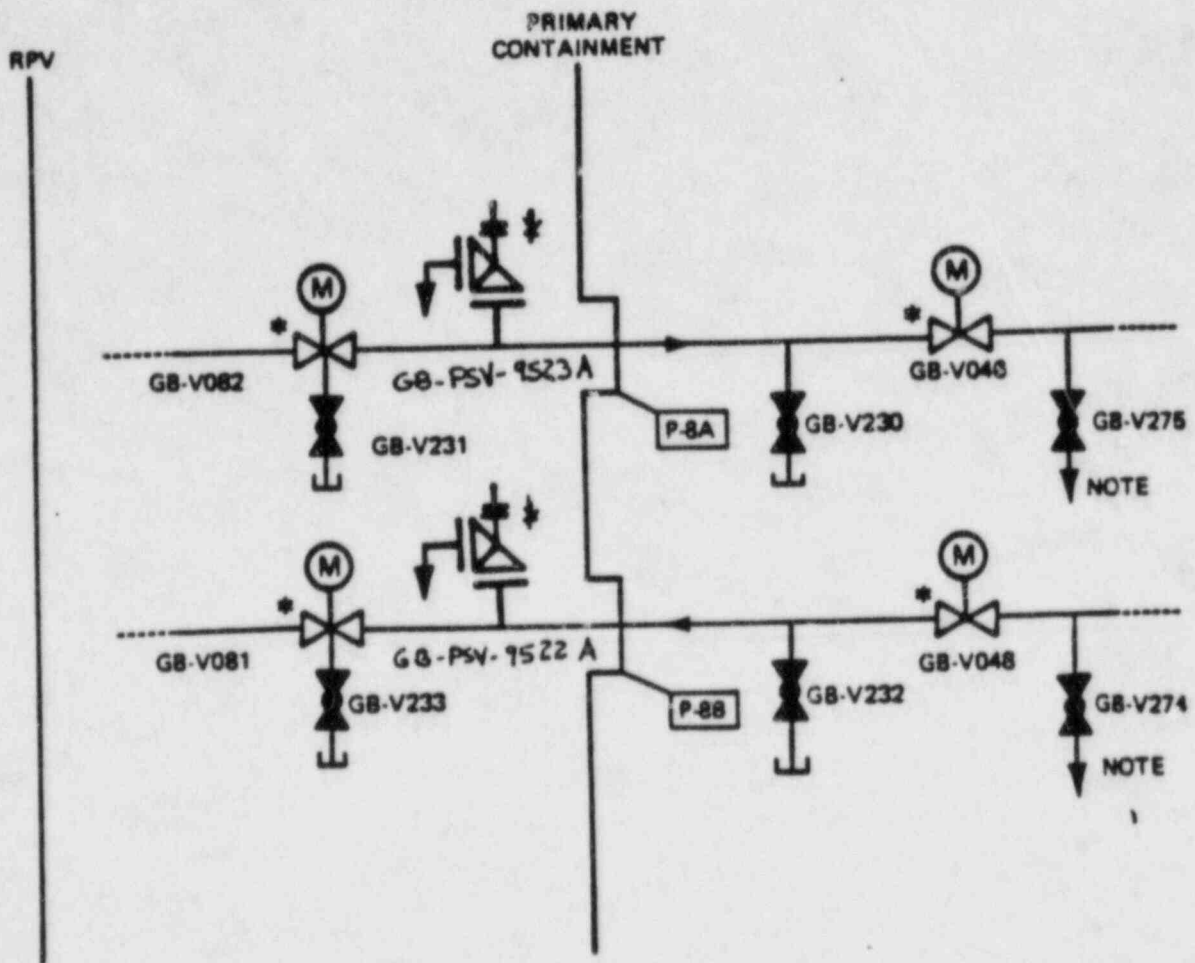 PRIMARY
CONTAINMENT
RPV
M
M
*
*
GB-V082
GB-PSV-9523A
GB-V046
GB-V231
P-8A
GB-V230
GB-V275
NOTE
M
M
*
*
GB-V081
GB-PSV-9522A
GB-V048
GB-V233
P-8B
GB-V232
GB-V274
NOTE